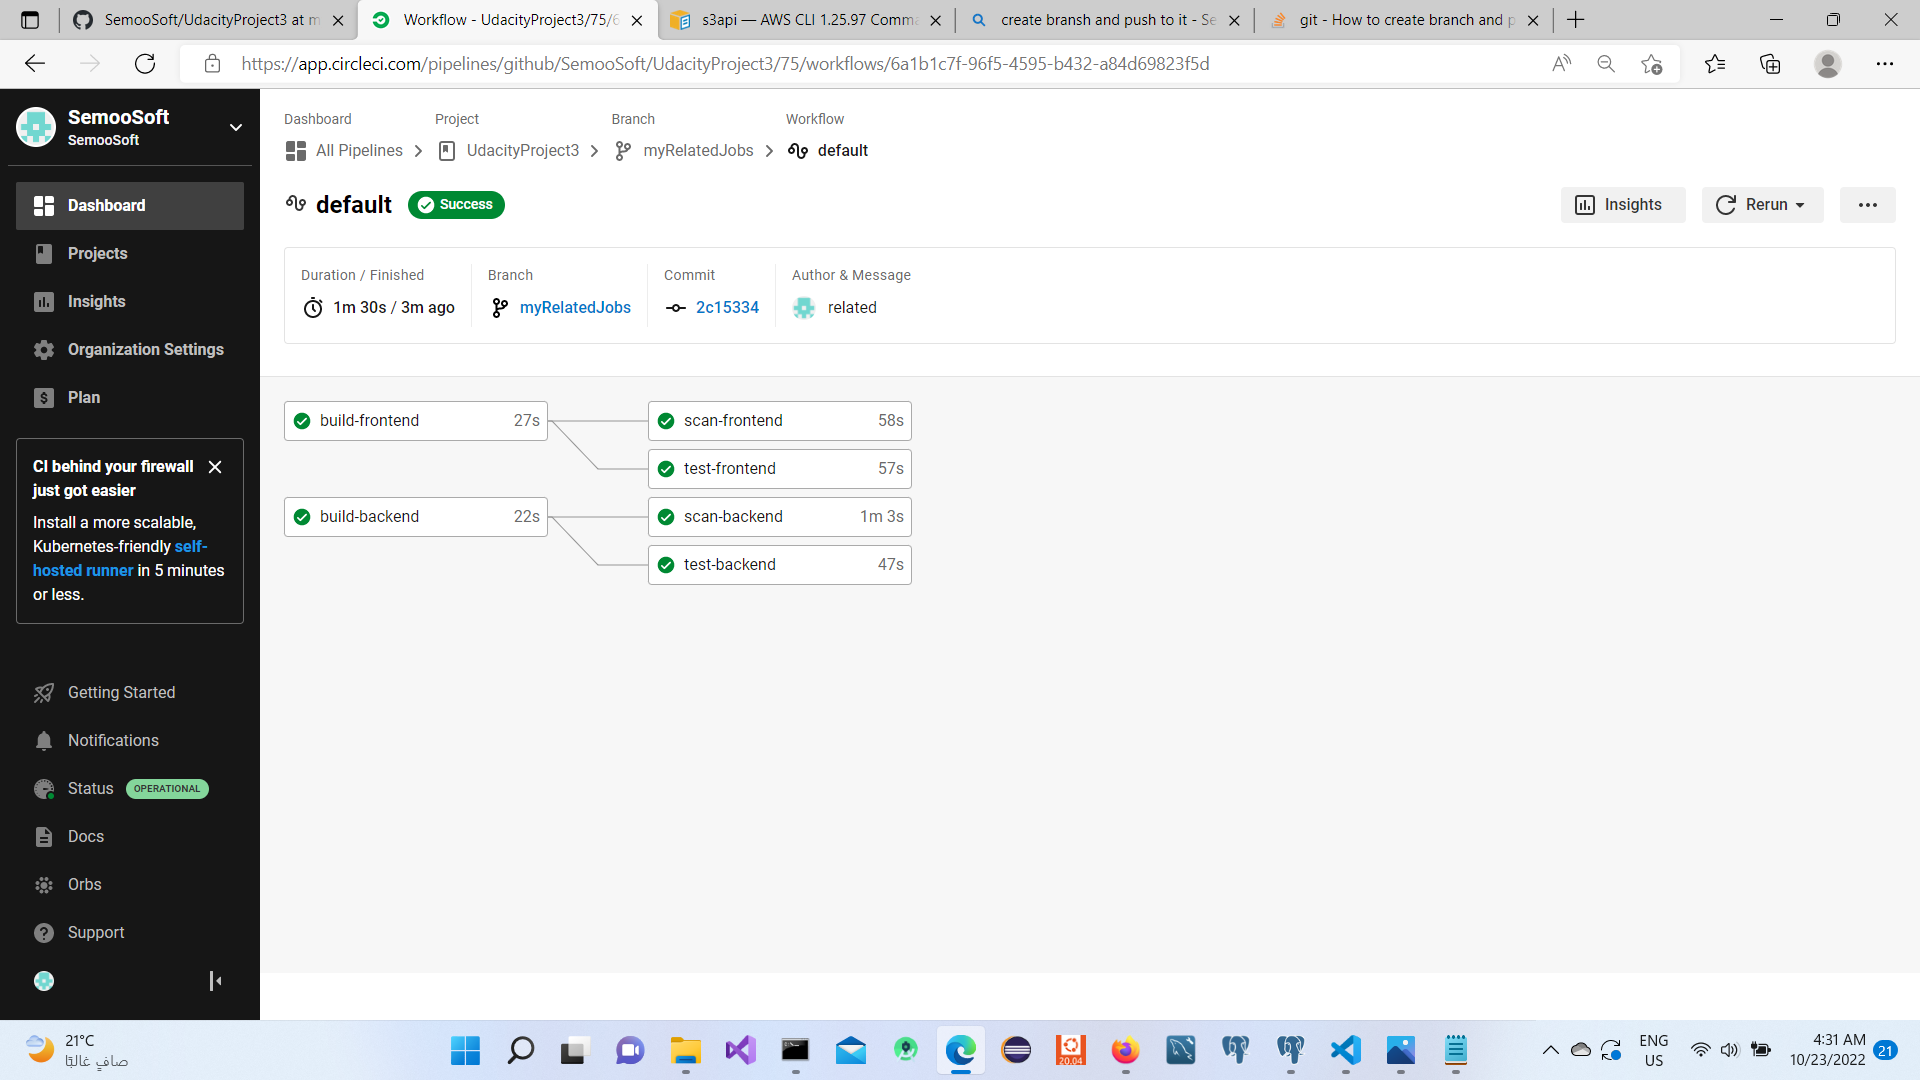 SemooSoft/UdacityProject3 at m
Workflow - UdacityProject3/75/6
s3api — AWS CLI 1.25.97 Comma
create bransh and push to it - Se
git - How to create branch and p
https://app.circleci.com/pipelines/github/SemooSoft/UdacityProject3/75/workflows/6a1b1c7f-96f5-4595-b432-a84d69823f5d
SemooSoft
SemooSoft
Dashboard
Projects
Insights
Organization Settings
Plan
CI behind your firewall
just got easier
Install a more scalable,
Kubernetes-friendly self-
hosted runner in 5 minutes
or less.
Getting Started
Notifications
Status OPERATIONAL
Docs
Orbs
Support
Dashboard Project Branch Workflow
All Pipelines UdacityProject3 myRelatedJobs default
default Success
Insights Rerun
Duration / Finished Branch Commit Author & Message
1m 30s / 3m ago myRelatedJobs 2c15334 related
build-frontend 27s scan-frontend 58s
test-frontend 57s
build-backend 22s scan-backend 1m 3s
test-backend 47s
21°C
صافٍ غالبًا
20.04
ENG
US
4:31 AM
10/23/2022
21